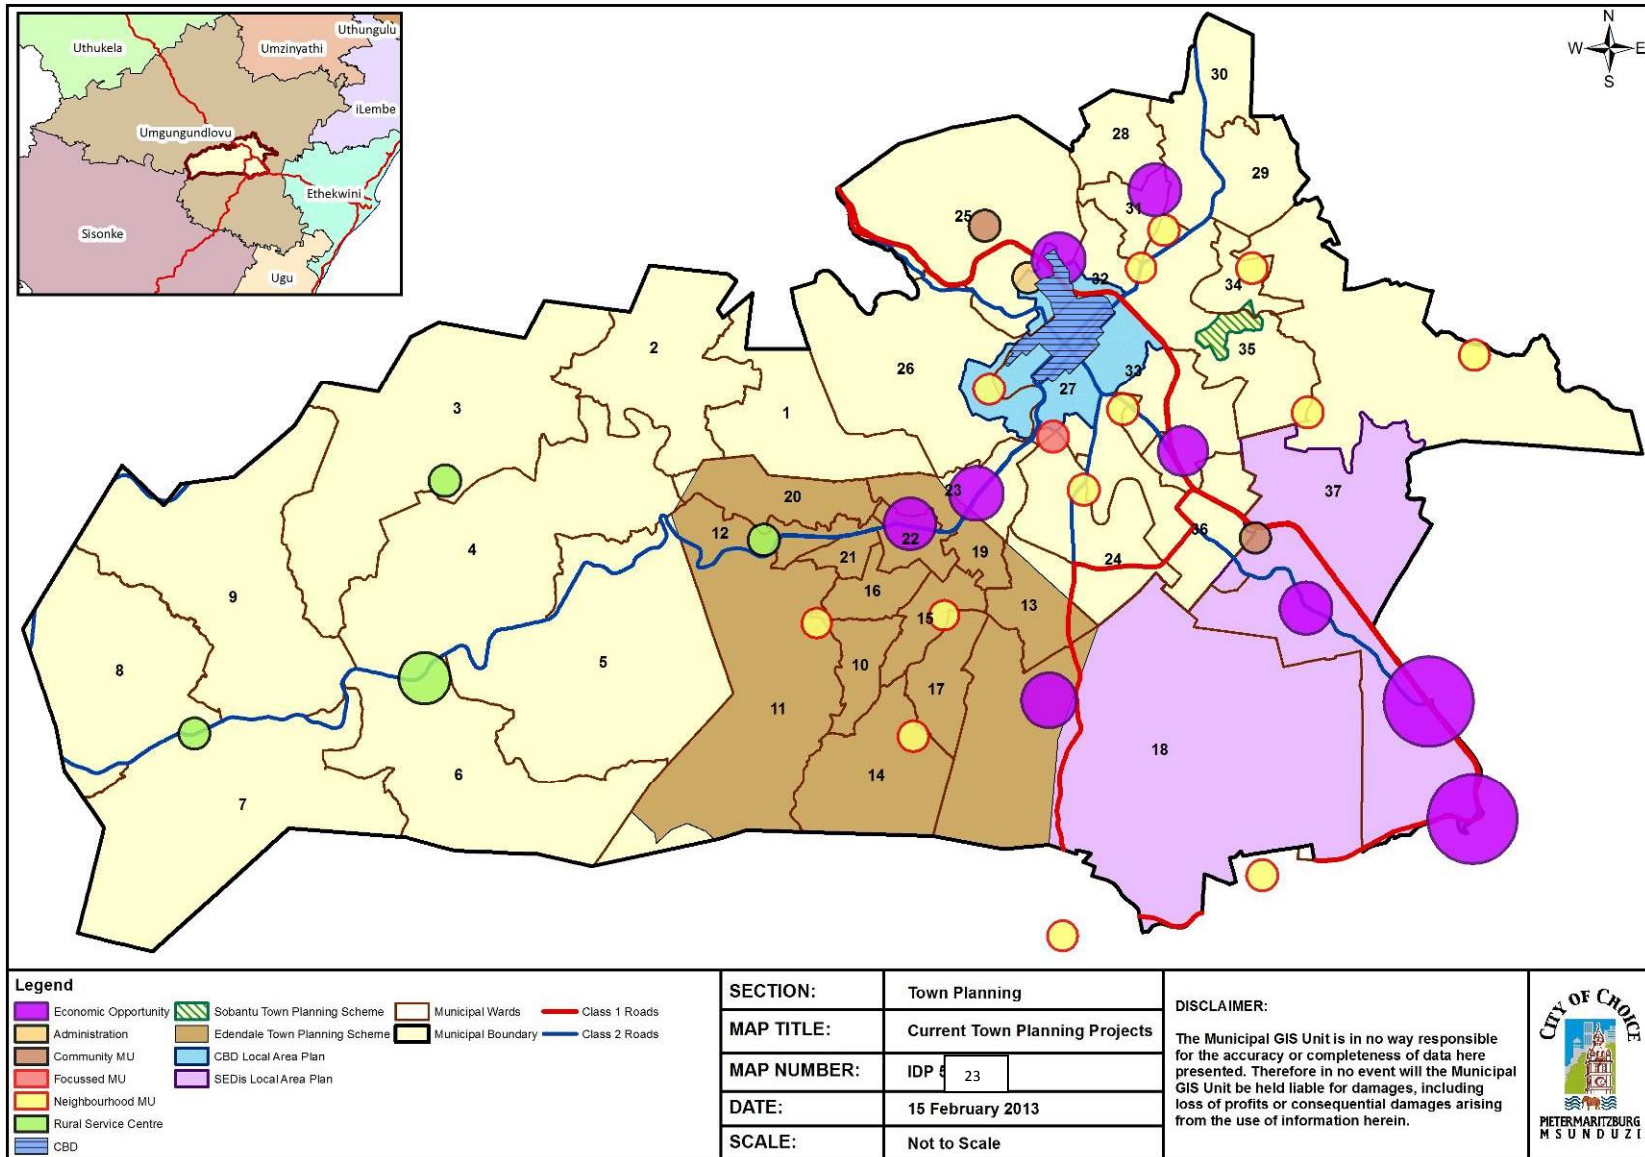 Uthukela
Umzinyathi
Uthungulu
iLembe
Umgungundlovu
Ethekwini
Sisonke
Ugu
N
W E
S
30
28
29
31
25
32
34
35
2
26
33
27
3
1
37
20
23
12
22
36
4
21
19
24
9
16
13
15
8
5
10
17
11
18
6
14
7
Legend
Economic Opportunity
Administration
Community MU
Focussed MU
Neighbourhood MU
Rural Service Centre
CBD
Sobantu Town Planning Scheme
Edendale Town Planning Scheme
CBD Local Area Plan
SEDis Local Area Plan
Municipal Wards
Municipal Boundary
Class 1 Roads
Class 2 Roads
SECTION: Town Planning
MAP TITLE: Current Town Planning Projects
MAP NUMBER: IDP 23
DATE: 15 February 2013
SCALE: Not to Scale
DISCLAIMER:
The Municipal GIS Unit is in no way responsible
for the accuracy or completeness of data here
presented. Therefore in no event will the Municipal
GIS Unit be held liable for damages, including
loss of profits or consequential damages arising
from the use of information herein.
CITY OF CHOICE
PIETERMARITZBURG
MSUNDUZI